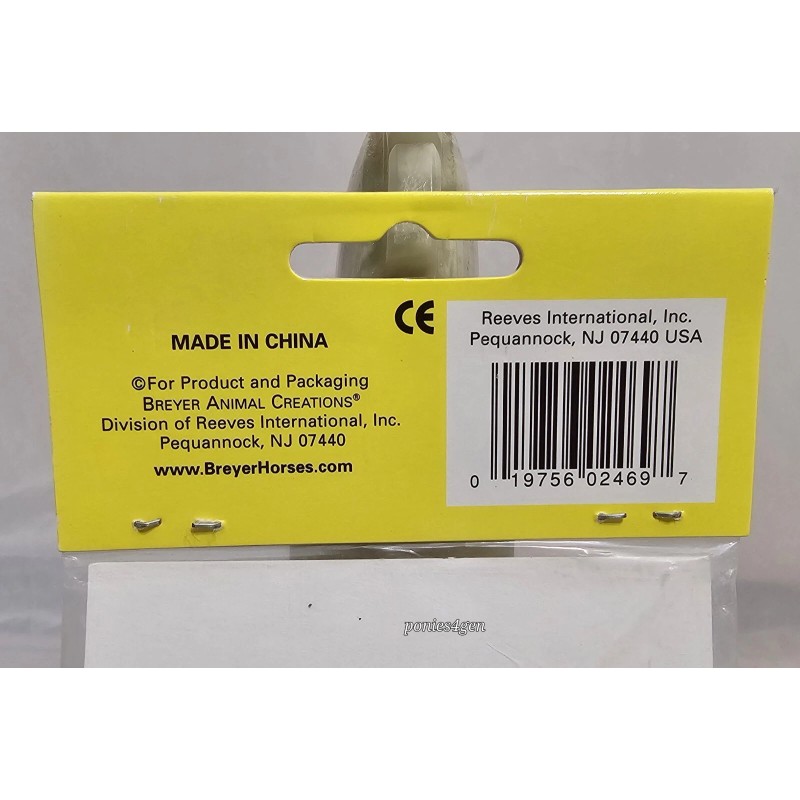 MADE IN CHINA
©For Product and Packaging
BREYER ANIMAL CREATIONS®
Division of Reeves International, Inc.
Pequannock, NJ 07440
www.BreyerHorses.com
CE
Reeves International, Inc.
Pequannock, NJ 07440 USA
0 19756 02469 7
ponies4gen